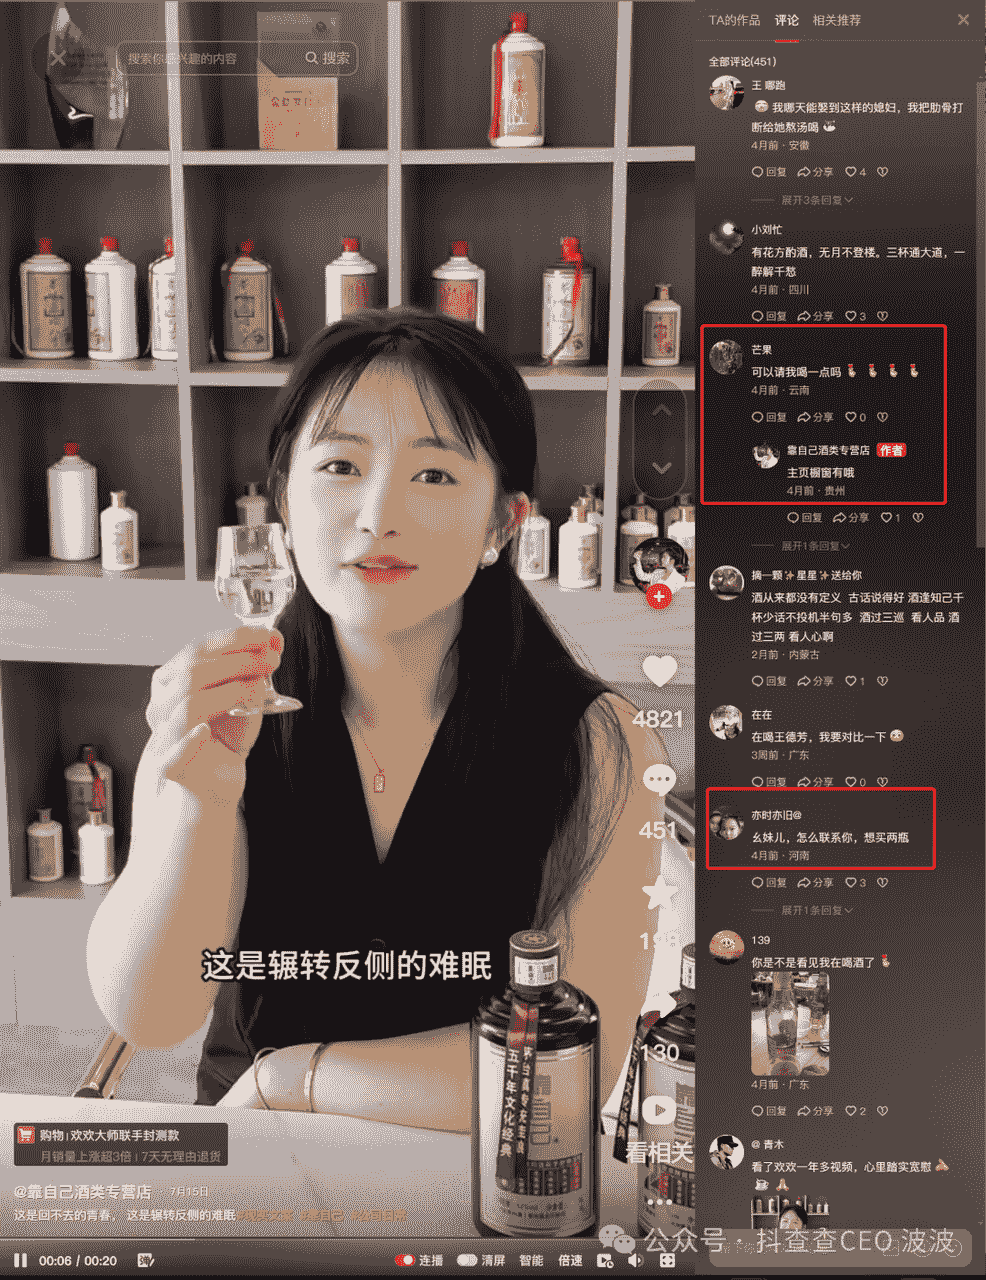 搜索你感兴趣的内容
搜索
这是辗转反侧的难眠
五千年文化经典
4821
451
130
看相关
购物 | 欢欢大师联手封测款
月销量上涨超3倍 | 7天无理由退货
@靠自己酒类专营店 7月15日
这是回不去的青春， 这是辗转反侧的难眠
00:06 / 00:20
连播
清屏
智能
倍速
TA的作品
评论
相关推荐
全部评论(451)
王 哪跑
我哪天能娶到这样的媳妇，我把肋骨打
断给她熬汤喝
4月前 · 安徽
回复 分享 4
展开3条回复
小刘忙
有花方酌酒，无月不登楼。三杯通大道，一
醉解千愁
4月前 · 四川
回复 分享 3
芒果
可以请我喝一点吗
4月前 · 云南
回复 分享 0
靠自己酒类专营店 作者
主页橱窗有哦
4月前 · 贵州
回复 分享 1
展开1条回复
摘一颗✨星星✨送给你
酒从来都没有定义 古话说得好 酒逢知己千
杯少话不投机半句多 酒过三巡 看人品 酒
过三两 看人心啊
2月前 · 内蒙古
回复 分享 1
在在
在喝王德芳，我要对比一下
3周前 · 广东
回复 分享 0
亦时亦旧@
幺妹儿，怎么联系你，想买两瓶
4月前 · 河南
回复 分享 3
展开1条回复
139
你是不是看见我在喝酒了
4月前 · 广东
回复 分享 2
@ 青木
看了欢欢一年多视频，心里踏实宽慰
公众号 · 抖查查CEO 波波